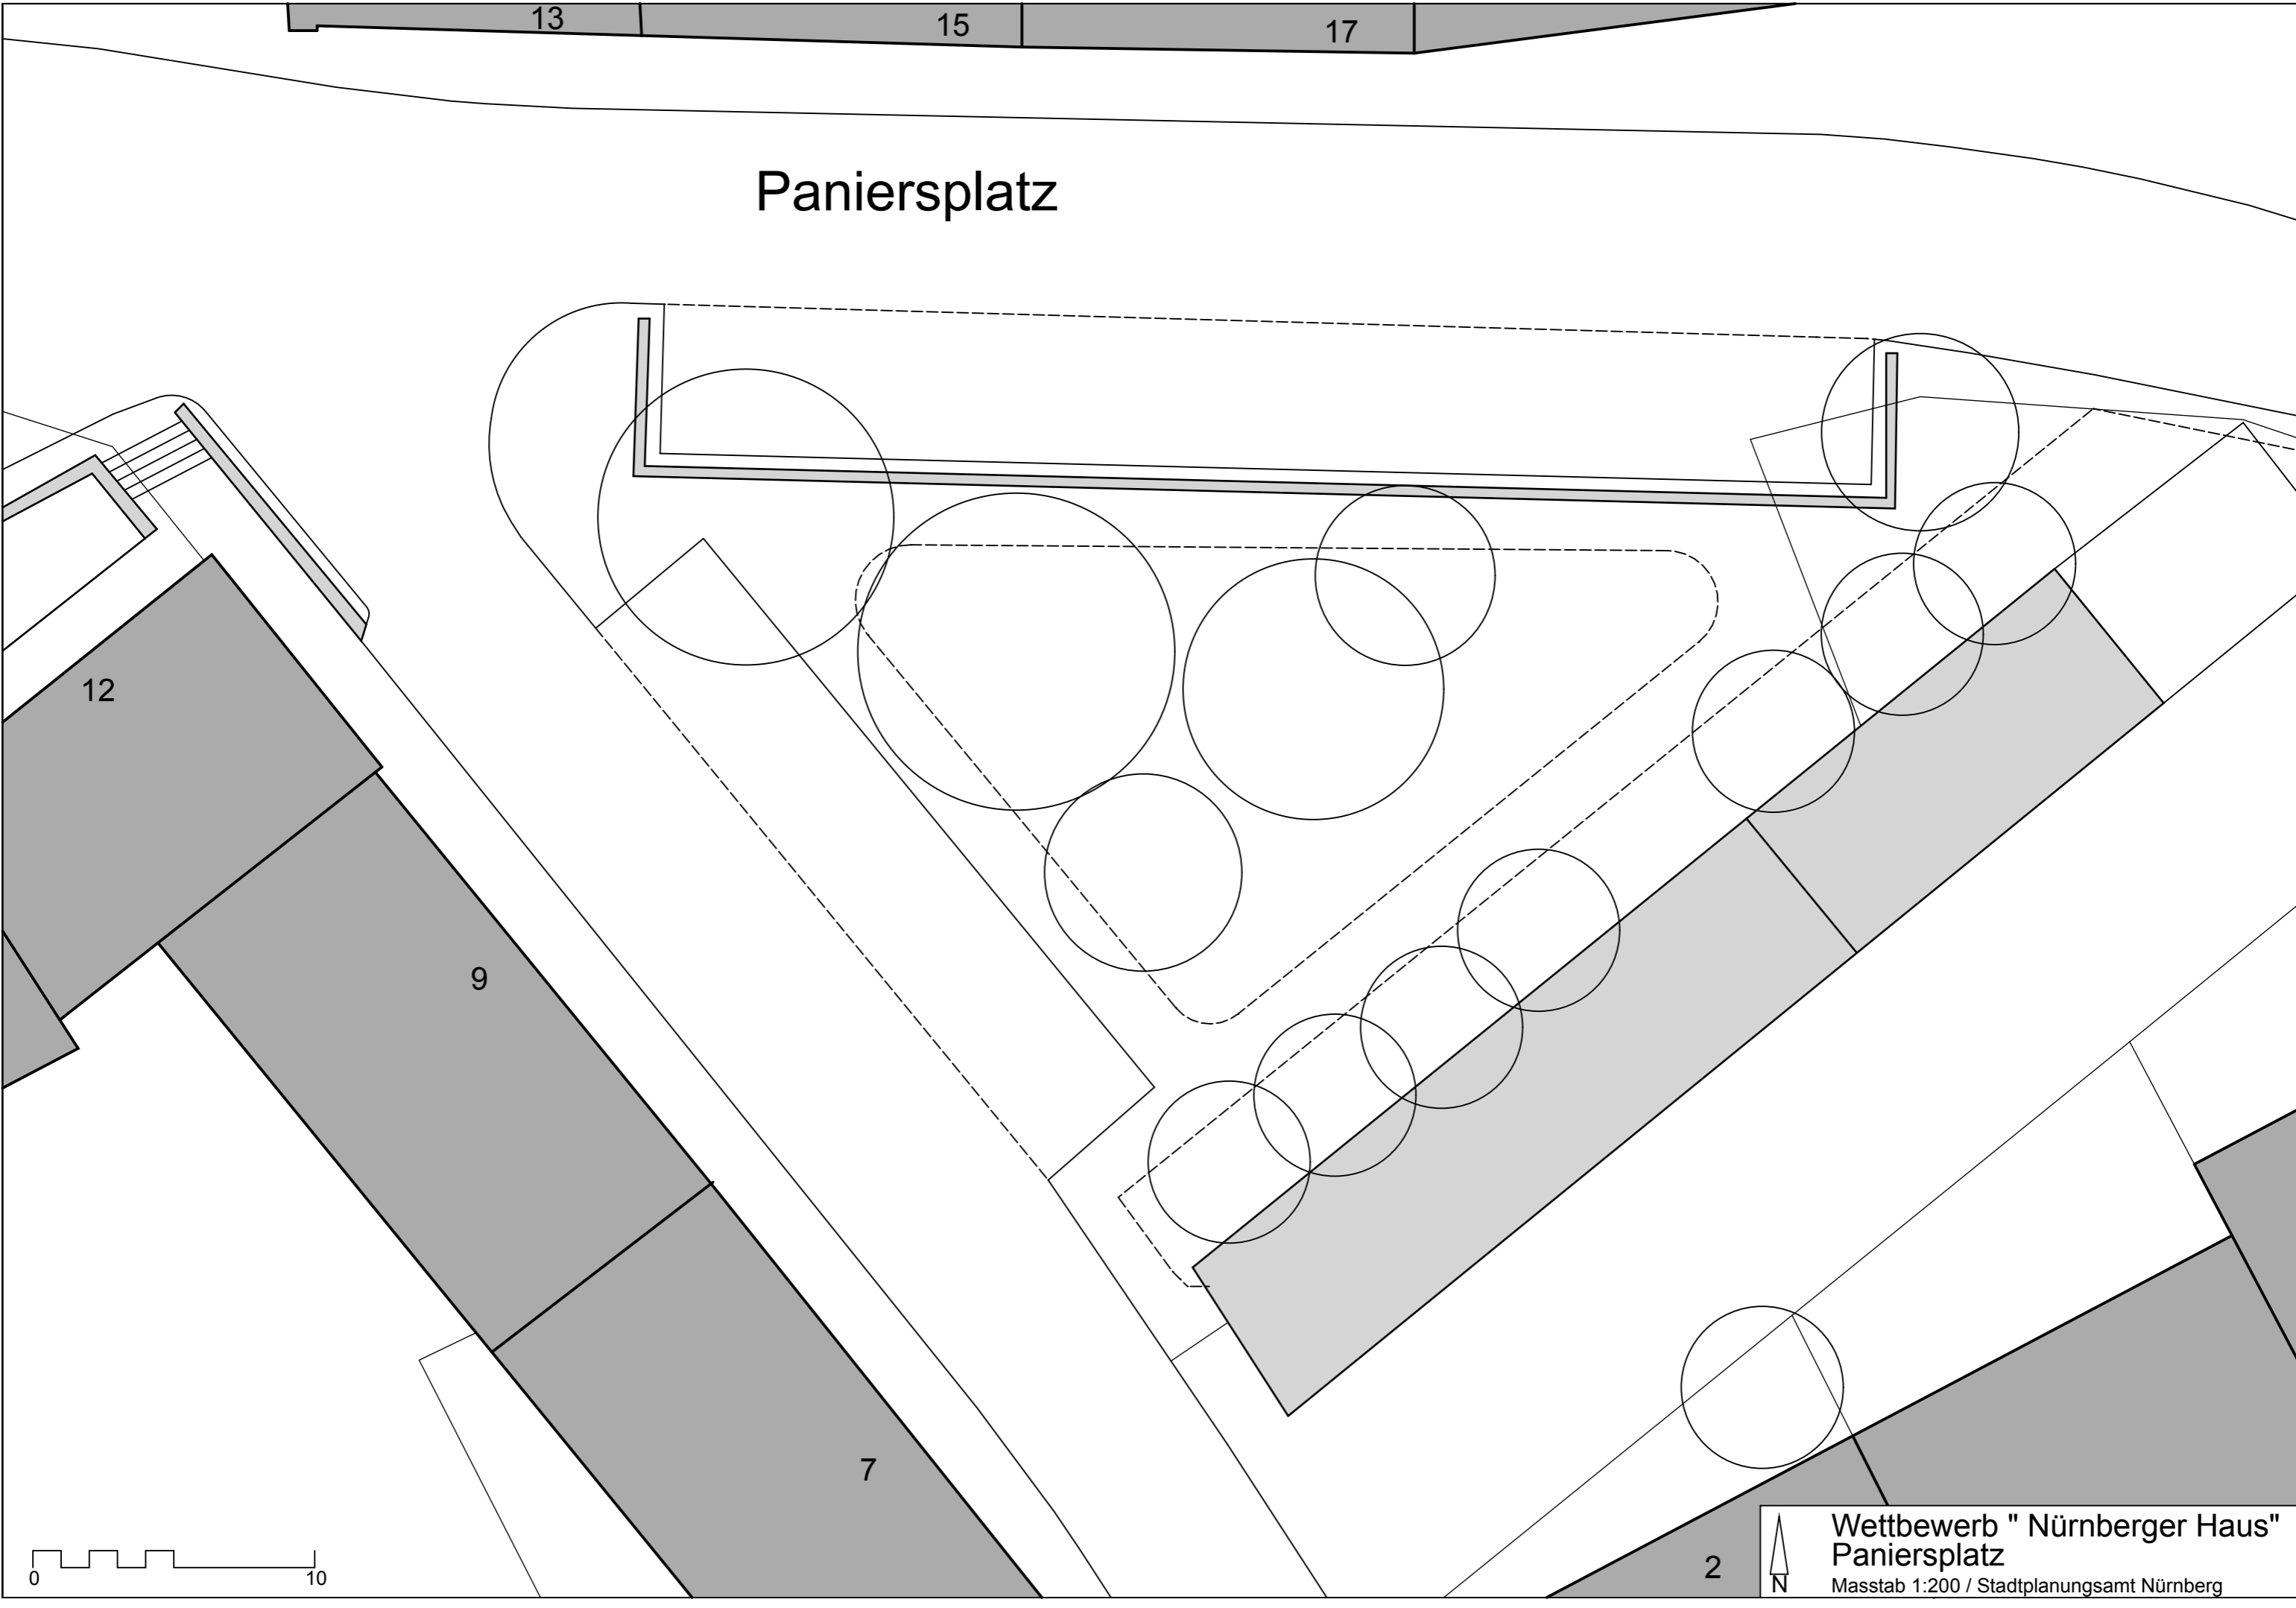 13
15
17
Paniersplatz
12
9
7
2
0
10
N
Wettbewerb " Nürnberger Haus"
Paniersplatz
Masstab 1:200 / Stadtplanungsamt Nürnberg